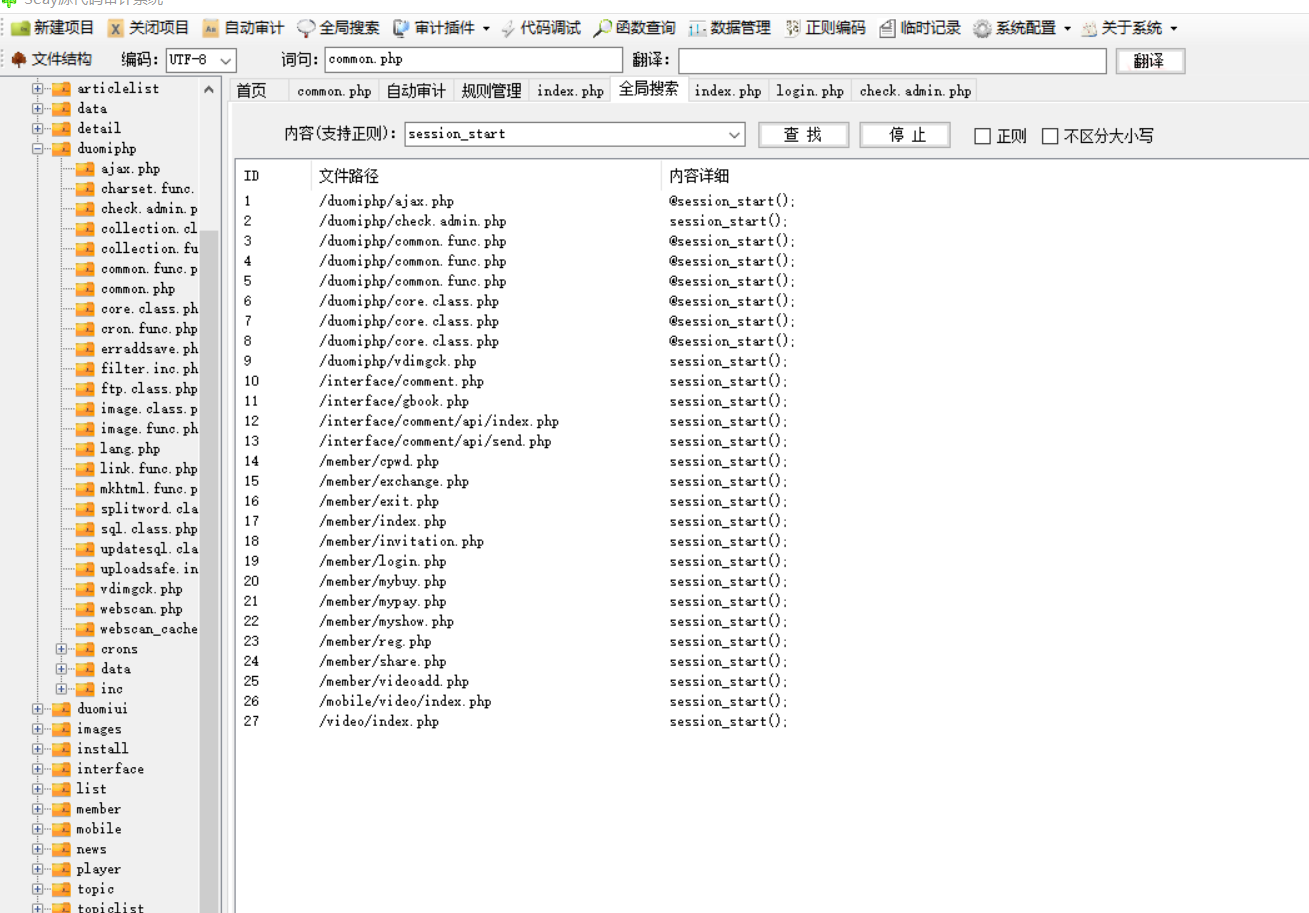 Seay源代码审计系统
新建项目 关闭项目 自动审计 全局搜索 审计插件 代码调试 函数查询 数据管理 正则编码 临时记录 系统配置 关于系统
文件结构 编码: UTF-8 词句: common.php 翻译: 翻译
首页 common.php 自动审计 规则管理 index.php 全局搜索 index.php login.php check.admin.php
内容(支持正则): session_start 查 找 停 止 正则 不区分大小写
articlelist
data
detail
duomiphp
ajax.php
charset.func.
check.admin.p
collection.cl
collection.fu
common.func.p
common.php
core.class.ph
cron.func.php
erraddsave.ph
filter.inc.ph
ftp.class.php
image.class.p
image.func.ph
lang.php
link.func.php
mkhtml.func.p
splitword.cla
sql.class.php
updatesql.cla
uploadsafe.in
vdimgck.php
webscan.php
webscan_cache
crons
data
inc
duomiui
images
install
interface
list
member
mobile
news
player
topic
topiclist
ID 文件路径 内容详细
1 /duomiphp/ajax.php @session_start();
2 /duomiphp/check.admin.php session_start();
3 /duomiphp/common.func.php @session_start();
4 /duomiphp/common.func.php @session_start();
5 /duomiphp/common.func.php @session_start();
6 /duomiphp/core.class.php @session_start();
7 /duomiphp/core.class.php @session_start();
8 /duomiphp/core.class.php @session_start();
9 /duomiphp/vdimgck.php session_start();
10 /interface/comment.php session_start();
11 /interface/gbook.php session_start();
12 /interface/comment/api/index.php session_start();
13 /interface/comment/api/send.php session_start();
14 /member/cpwd.php session_start();
15 /member/exchange.php session_start();
16 /member/exit.php session_start();
17 /member/index.php session_start();
18 /member/invitation.php session_start();
19 /member/login.php session_start();
20 /member/mybuy.php session_start();
21 /member/mypay.php session_start();
22 /member/myshow.php session_start();
23 /member/reg.php session_start();
24 /member/share.php session_start();
25 /member/videoadd.php session_start();
26 /mobile/video/index.php session_start();
27 /video/index.php session_start();